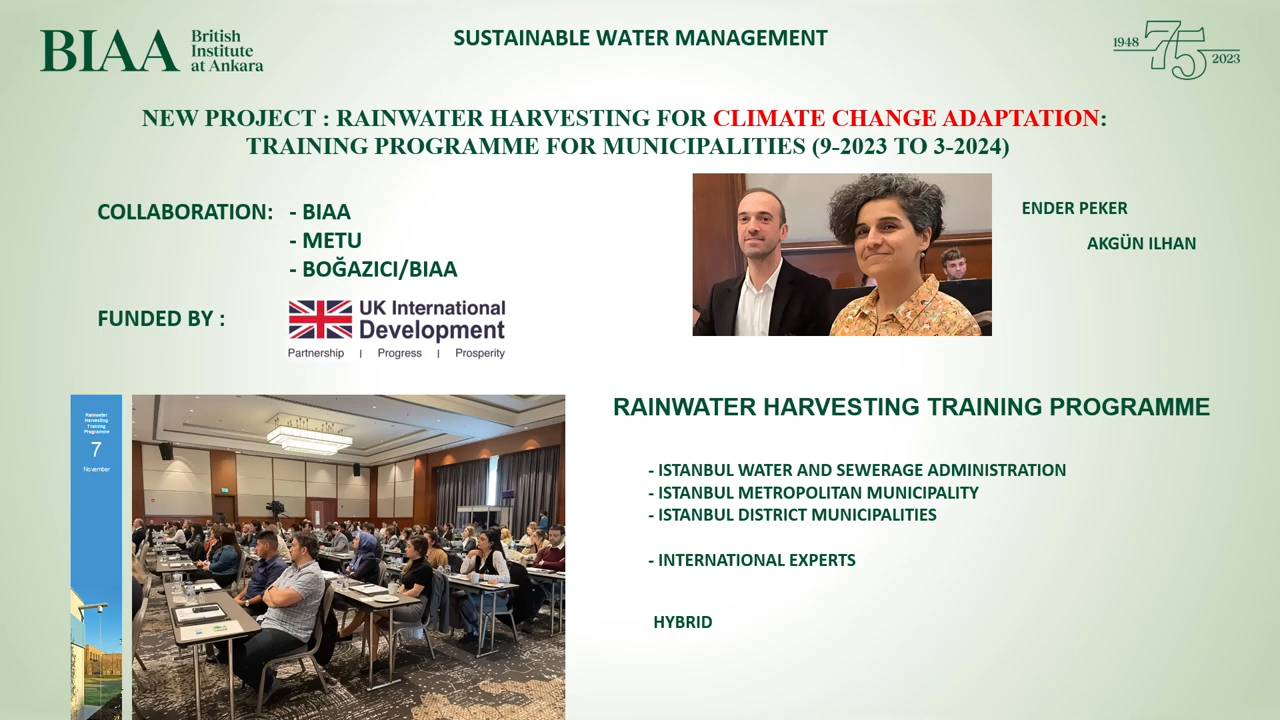 BIAA
British
Institute
at Ankara
SUSTAINABLE WATER MANAGEMENT
1948 75 2023
NEW PROJECT : RAINWATER HARVESTING FOR CLIMATE CHANGE ADAPTATION:
TRAINING PROGRAMME FOR MUNICIPALITIES (9-2023 TO 3-2024)
COLLABORATION: - BIAA
- METU
- BOĞAZICI/BIAA
FUNDED BY :
UK International
Development
Partnership | Progress | Prosperity
ENDER PEKER
AKGÜN ILHAN
Rainwater
Harvesting
Training
Programme
7
November
RAINWATER HARVESTING TRAINING PROGRAMME
- ISTANBUL WATER AND SEWERAGE ADMINISTRATION
- ISTANBUL METROPOLITAN MUNICIPALITY
- ISTANBUL DISTRICT MUNICIPALITIES
- INTERNATIONAL EXPERTS
HYBRID